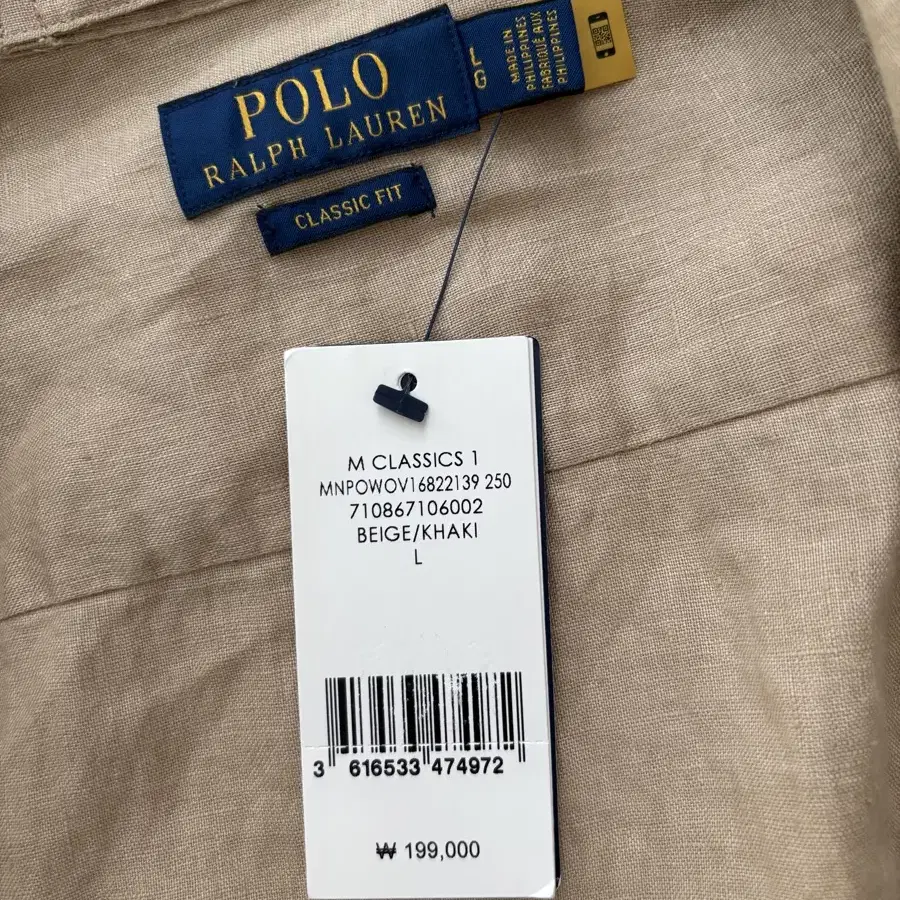 POLO
RALPH LAUREN
L
G
MADE IN
PHILIPPINES
FABRIQUÉ AUX
PHILIPPINES
CLASSIC FIT
M CLASSICS 1
MNPOWOV16822139 250
710867106002
BEIGE/KHAKI
L
3 616533 474972
₩ 199,000